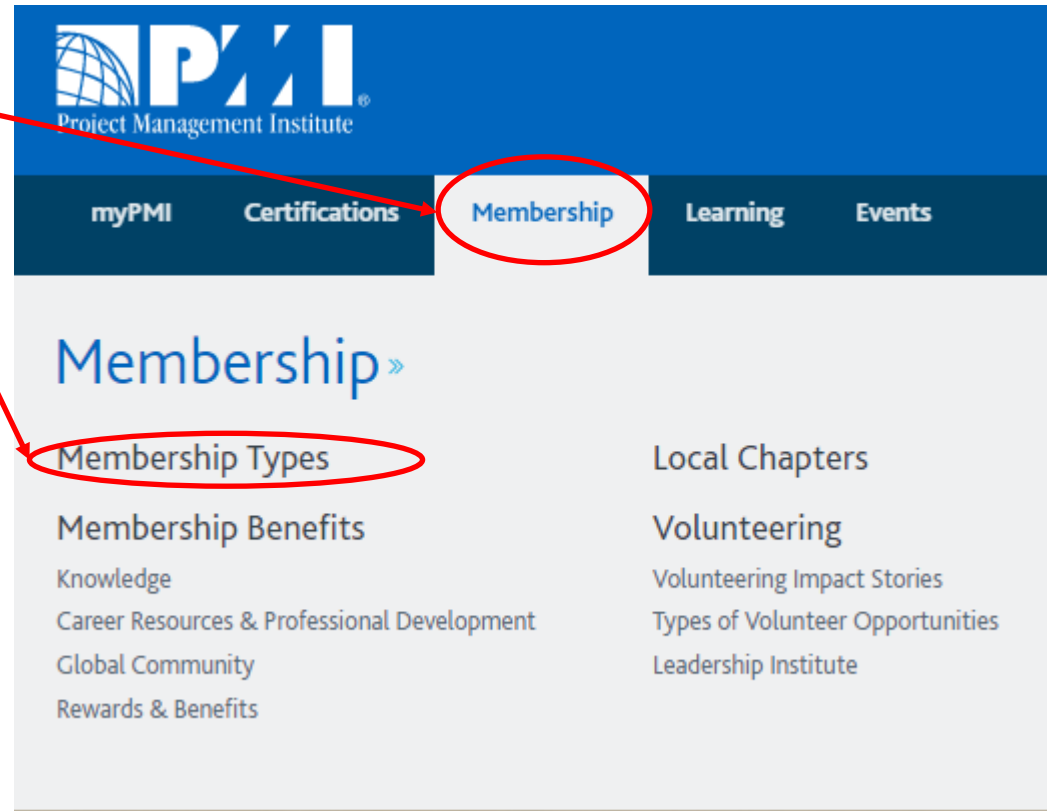 PMI®
Project Management Institute
myPMI Certifications Membership Learning Events
Membership »
Membership Types
Membership Benefits
Knowledge
Career Resources & Professional Development
Global Community
Rewards & Benefits
Local Chapters
Volunteering
Volunteering Impact Stories
Types of Volunteer Opportunities
Leadership Institute